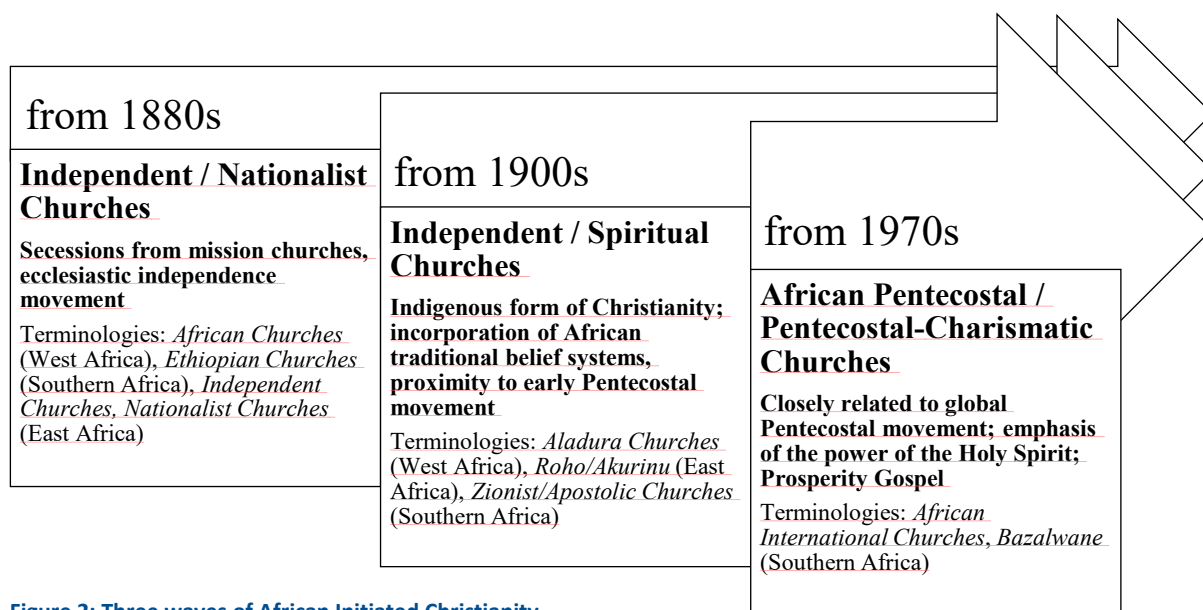 from 1880s
Independent / Nationalist
Churches
Secessions from mission churches,
ecclesiastic independence
movement
Terminologies: African Churches
(West Africa), Ethiopian Churches
(Southern Africa), Independent
Churches, Nationalist Churches
(East Africa)
from 1900s
Independent / Spiritual
Churches
Indigenous form of Christianity;
incorporation of African
traditional belief systems,
proximity to early Pentecostal
movement
Terminologies: Aladura Churches
(West Africa), Roho/Akurinu (East
Africa), Zionist/Apostolic Churches
(Southern Africa)
from 1970s
African Pentecostal /
Pentecostal-Charismatic
Churches
Closely related to global
Pentecostal movement; emphasis
of the power of the Holy Spirit;
Prosperity Gospel
Terminologies: African
International Churches, Bazalwane
(Southern Africa)
Figure 2: Three waves of African Initiated Christianity